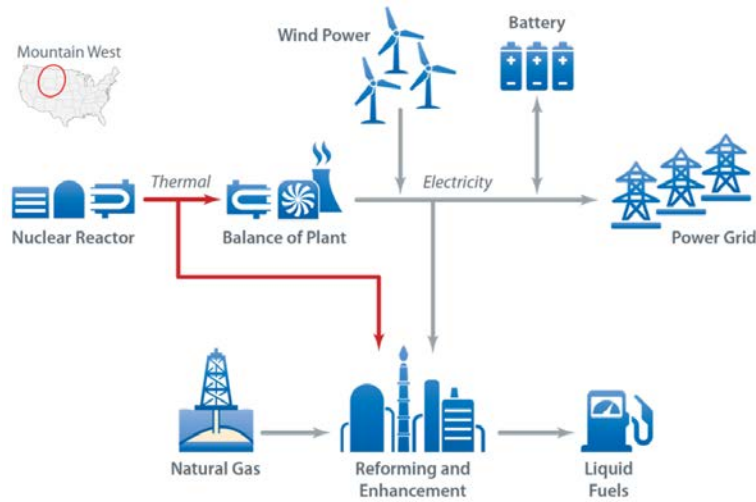 Mountain West
Wind Power
Battery
Thermal
Electricity
Nuclear Reactor
Balance of Plant
Power Grid
Natural Gas
Reforming and
Enhancement
Liquid
Fuels